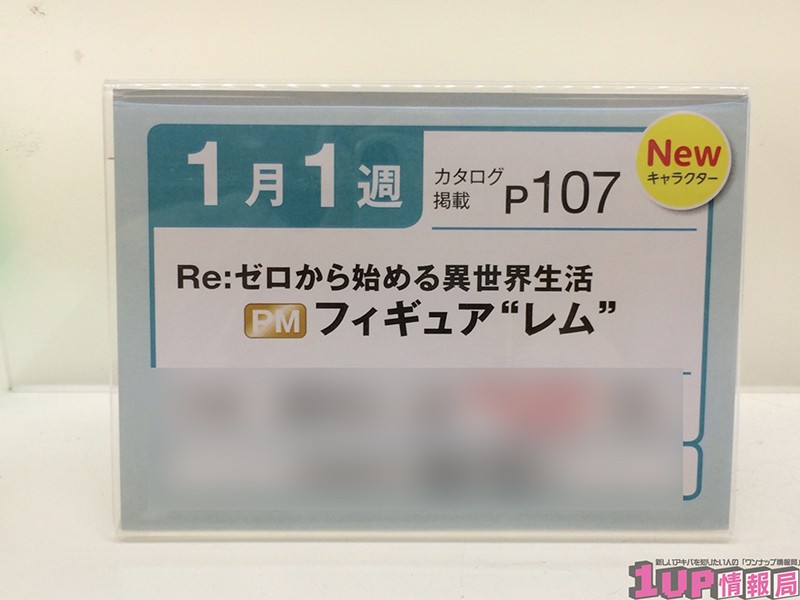 1月1週
カタログ
掲載 P107
New
キャラクター
Re:ゼロから始める異世界生活
PM フィギュア“レム”
新しいアキバを知りたい人の「ワンナップ情報局」
1UP情報局